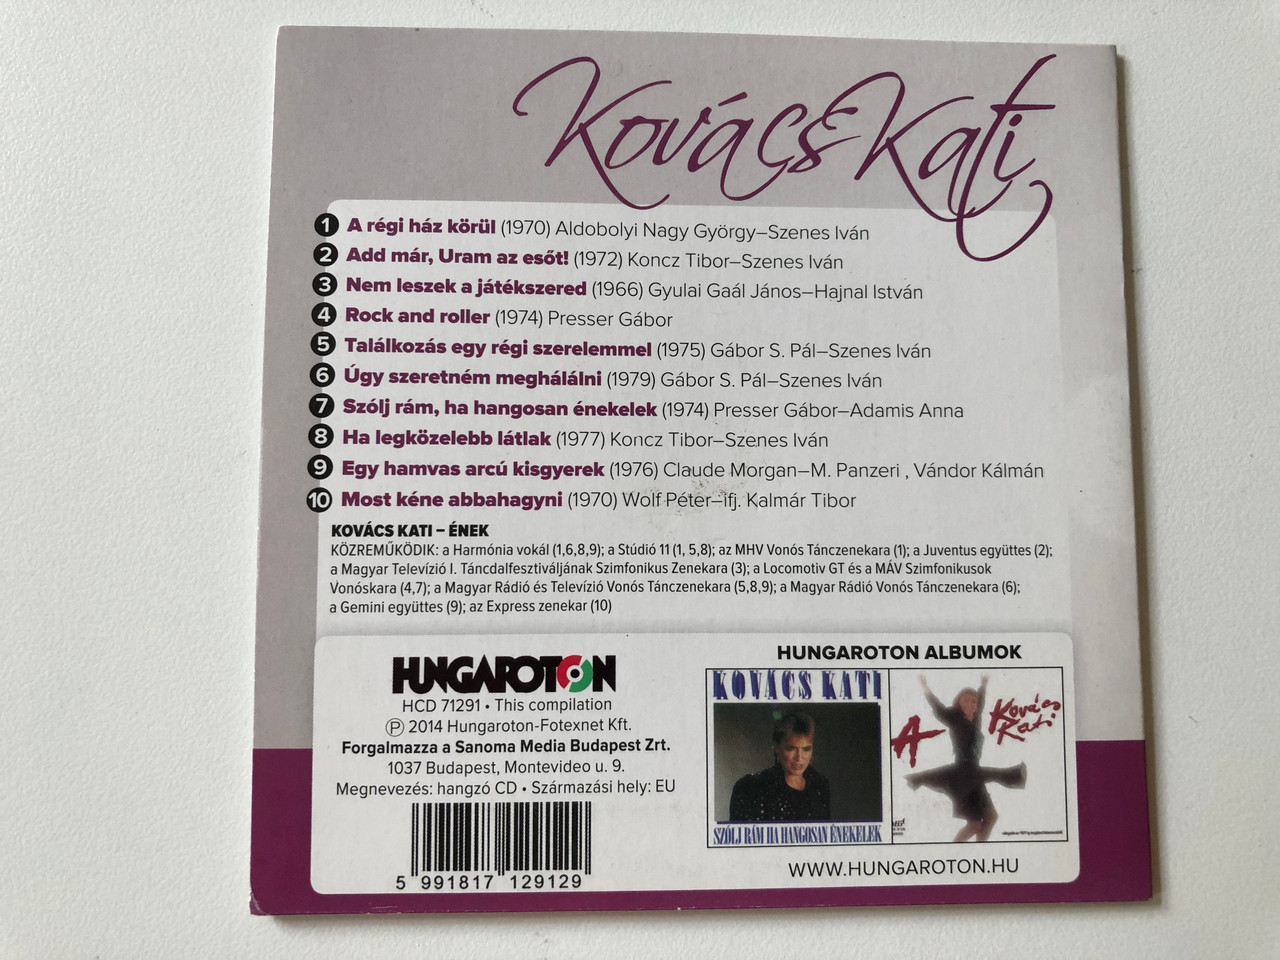 Kovács Kati
1 A régi ház körül (1970) Aldobolyi Nagy György–Szenes Iván
2 Add már, Uram az esőt! (1972) Koncz Tibor–Szenes Iván
3 Nem leszek a játékszered (1966) Gyulai Gaál János–Hajnal István
4 Rock and roller (1974) Presser Gábor
5 Találkozás egy régi szerelemmel (1975) Gábor S. Pál–Szenes Iván
6 Úgy szeretném meghálálni (1979) Gábor S. Pál–Szenes Iván
7 Szólj rám, ha hangosan énekelek (1974) Presser Gábor–Adamis Anna
8 Ha legközelebb látlak (1977) Koncz Tibor–Szenes Iván
9 Egy hamvas arcú kisgyerek (1976) Claude Morgan–M. Panzeri , Vándor Kálmán
10 Most kéne abbahagyni (1970) Wolf Péter–ifj. Kalmár Tibor
KOVÁCS KATI – ÉNEK
KÖZREMŰKÖDIK: a Harmónia vokál (1,6,8,9); a Stúdió 11 (1, 5,8); az MHV Vonós Tánczenekara (1); a Juventus együttes (2);
a Magyar Televízió I. Táncdalfesztiváljának Szimfonikus Zenekara (3); a Locomotiv GT és a MÁV Szimfonikusok
Vonóskara (4,7); a Magyar Rádió és Televízió Vonós Tánczenekara (5,8,9); a Magyar Rádió Vonós Tánczenekara (6);
a Gemini együttes (9); az Express zenekar (10)
HUNGAROTON
HCD 71291 • This compilation
Ⓟ 2014 Hungaroton-Fotexnet Kft.
Forgalmazza a Sanoma Media Budapest Zrt.
1037 Budapest, Montevideo u. 9.
Megnevezés: hangzó CD • Származási hely: EU
5 991817 129129
HUNGAROTON ALBUMOK
KOVÁCS KATI
SZÓLJ RÁM HA HANGOSAN ÉNEKELEK
A
Kovács
Kati
WWW.HUNGAROTON.HU